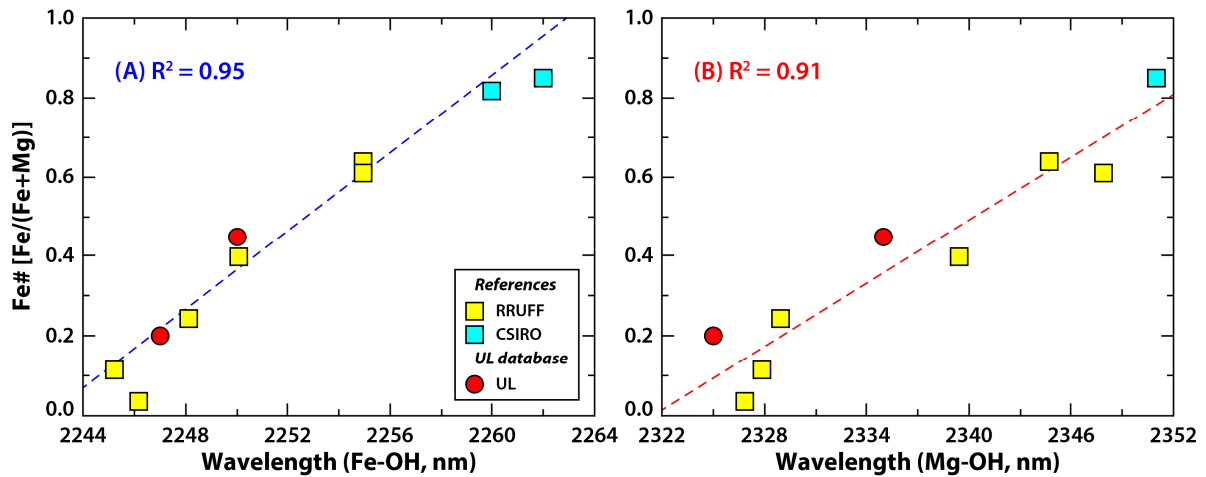 Fe# [Fe/(Fe+Mg)]
1.0
0.8
0.6
0.4
0.2
0.0
(A) R² = 0.95
References
RRUFF
CSIRO
UL database
UL
2244 2248 2252 2256 2260 2264
Wavelength (Fe-OH, nm)
1.0
0.8
0.6
0.4
0.2
0.0
(B) R² = 0.91
2322 2328 2334 2340 2346 2352
Wavelength (Mg-OH, nm)